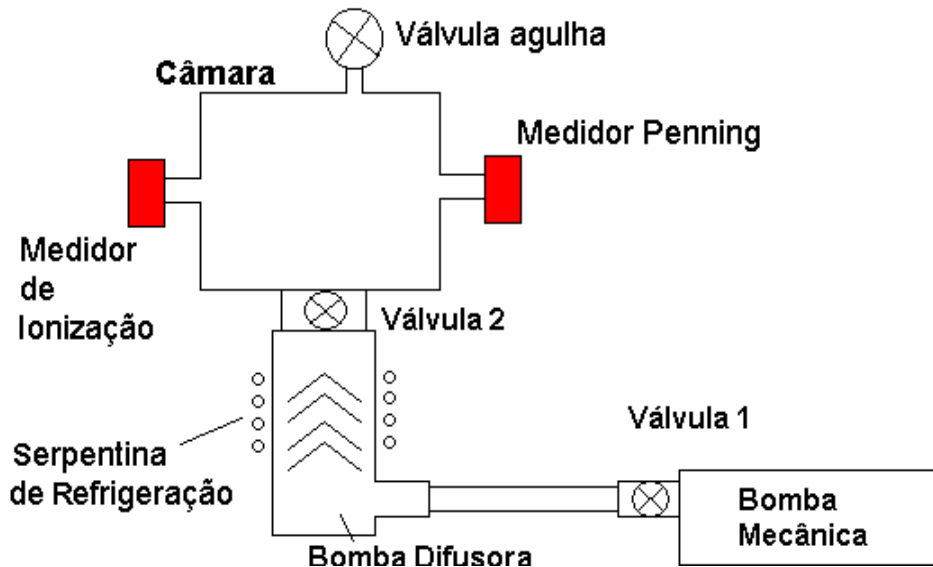 Válvula agulha
Câmara
Medidor Penning
Medidor
de
Ionização
Válvula 2
Válvula 1
Serpentina
de Refrigeração
Bomba
Mecânica
Bomba Difusora